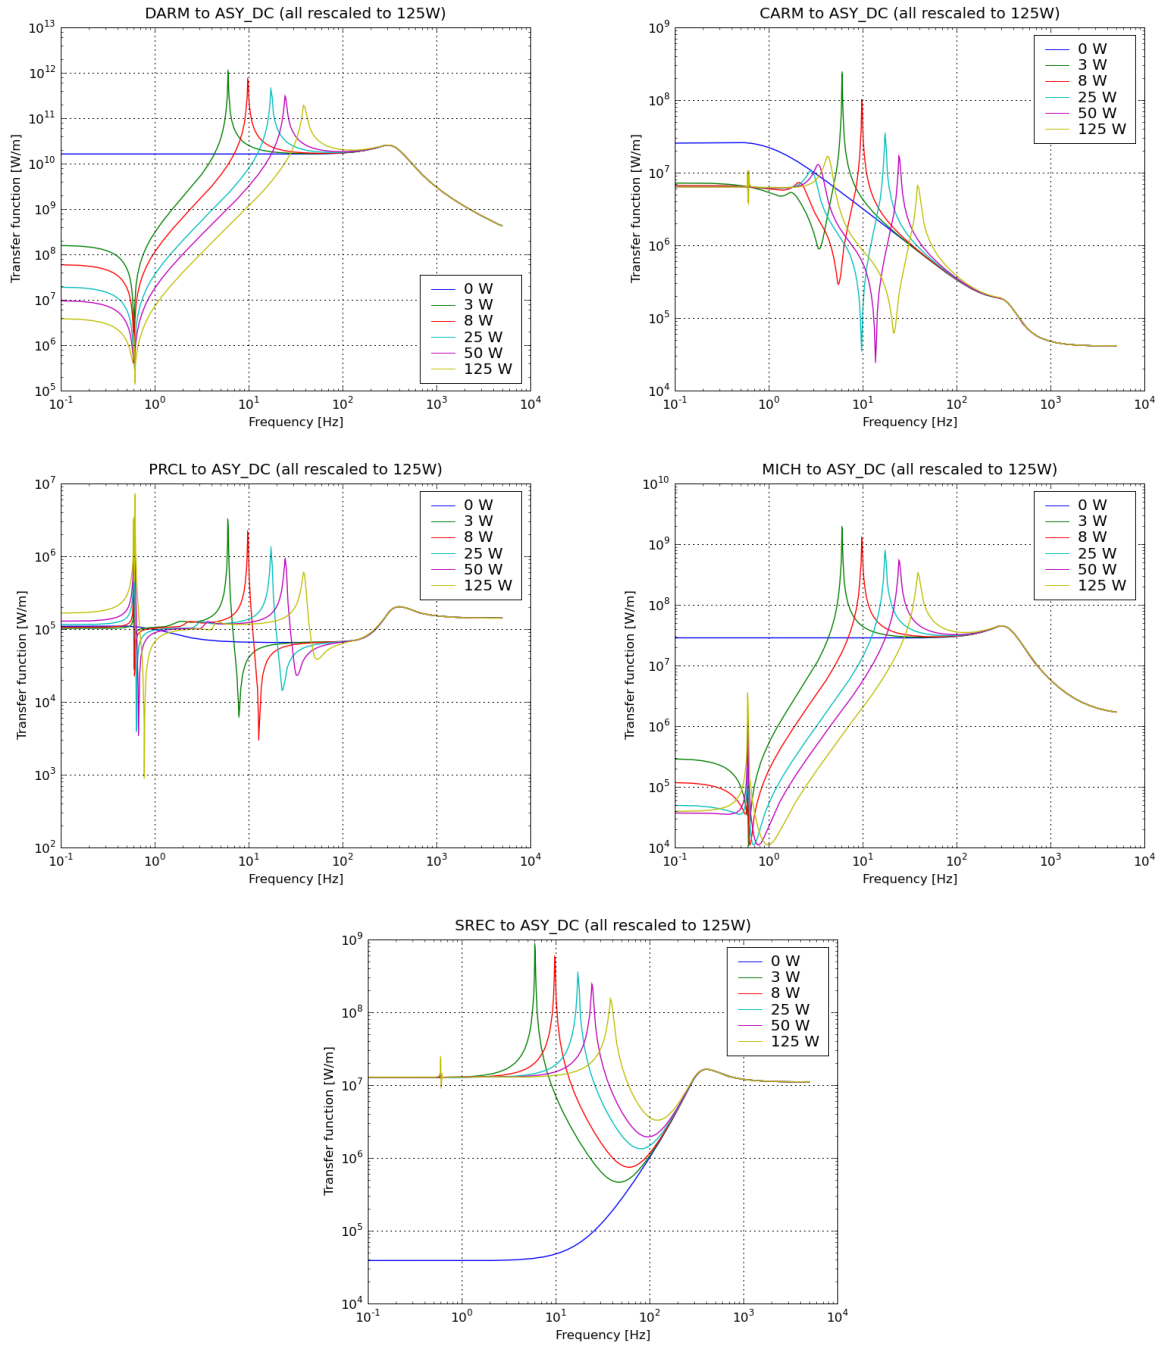 DARM to ASY_DC (all rescaled to 125W)
10^13
10^12
10^11
10^10
10^9
10^8
10^7
10^6
10^5
Transfer function [W/m]
0 W
3 W
8 W
25 W
50 W
125 W
10^-1 10^0 10^1 10^2 10^3 10^4
Frequency [Hz]
CARM to ASY_DC (all rescaled to 125W)
10^9
10^8
10^7
10^6
10^5
10^4
Transfer function [W/m]
0 W
3 W
8 W
25 W
50 W
125 W
10^-1 10^0 10^1 10^2 10^3 10^4
Frequency [Hz]
PRCL to ASY_DC (all rescaled to 125W)
10^7
10^6
10^5
10^4
10^3
10^2
Transfer function [W/m]
0 W
3 W
8 W
25 W
50 W
125 W
10^-1 10^0 10^1 10^2 10^3 10^4
Frequency [Hz]
MICH to ASY_DC (all rescaled to 125W)
10^10
10^9
10^8
10^7
10^6
10^5
10^4
Transfer function [W/m]
0 W
3 W
8 W
25 W
50 W
125 W
10^-1 10^0 10^1 10^2 10^3 10^4
Frequency [Hz]
SREC to ASY_DC (all rescaled to 125W)
10^9
10^8
10^7
10^6
10^5
10^4
Transfer function [W/m]
0 W
3 W
8 W
25 W
50 W
125 W
10^-1 10^0 10^1 10^2 10^3 10^4
Frequency [Hz]